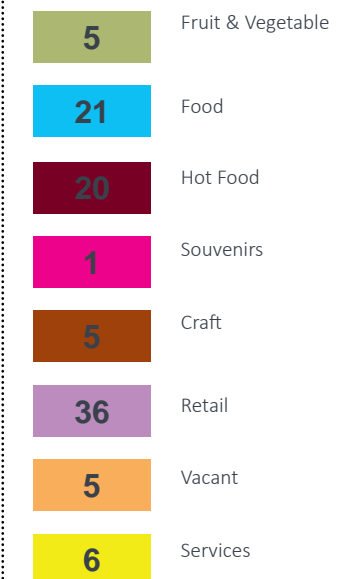 5 Fruit & Vegetable
21 Food
20 Hot Food
1 Souvenirs
5 Craft
36 Retail
5 Vacant
6 Services